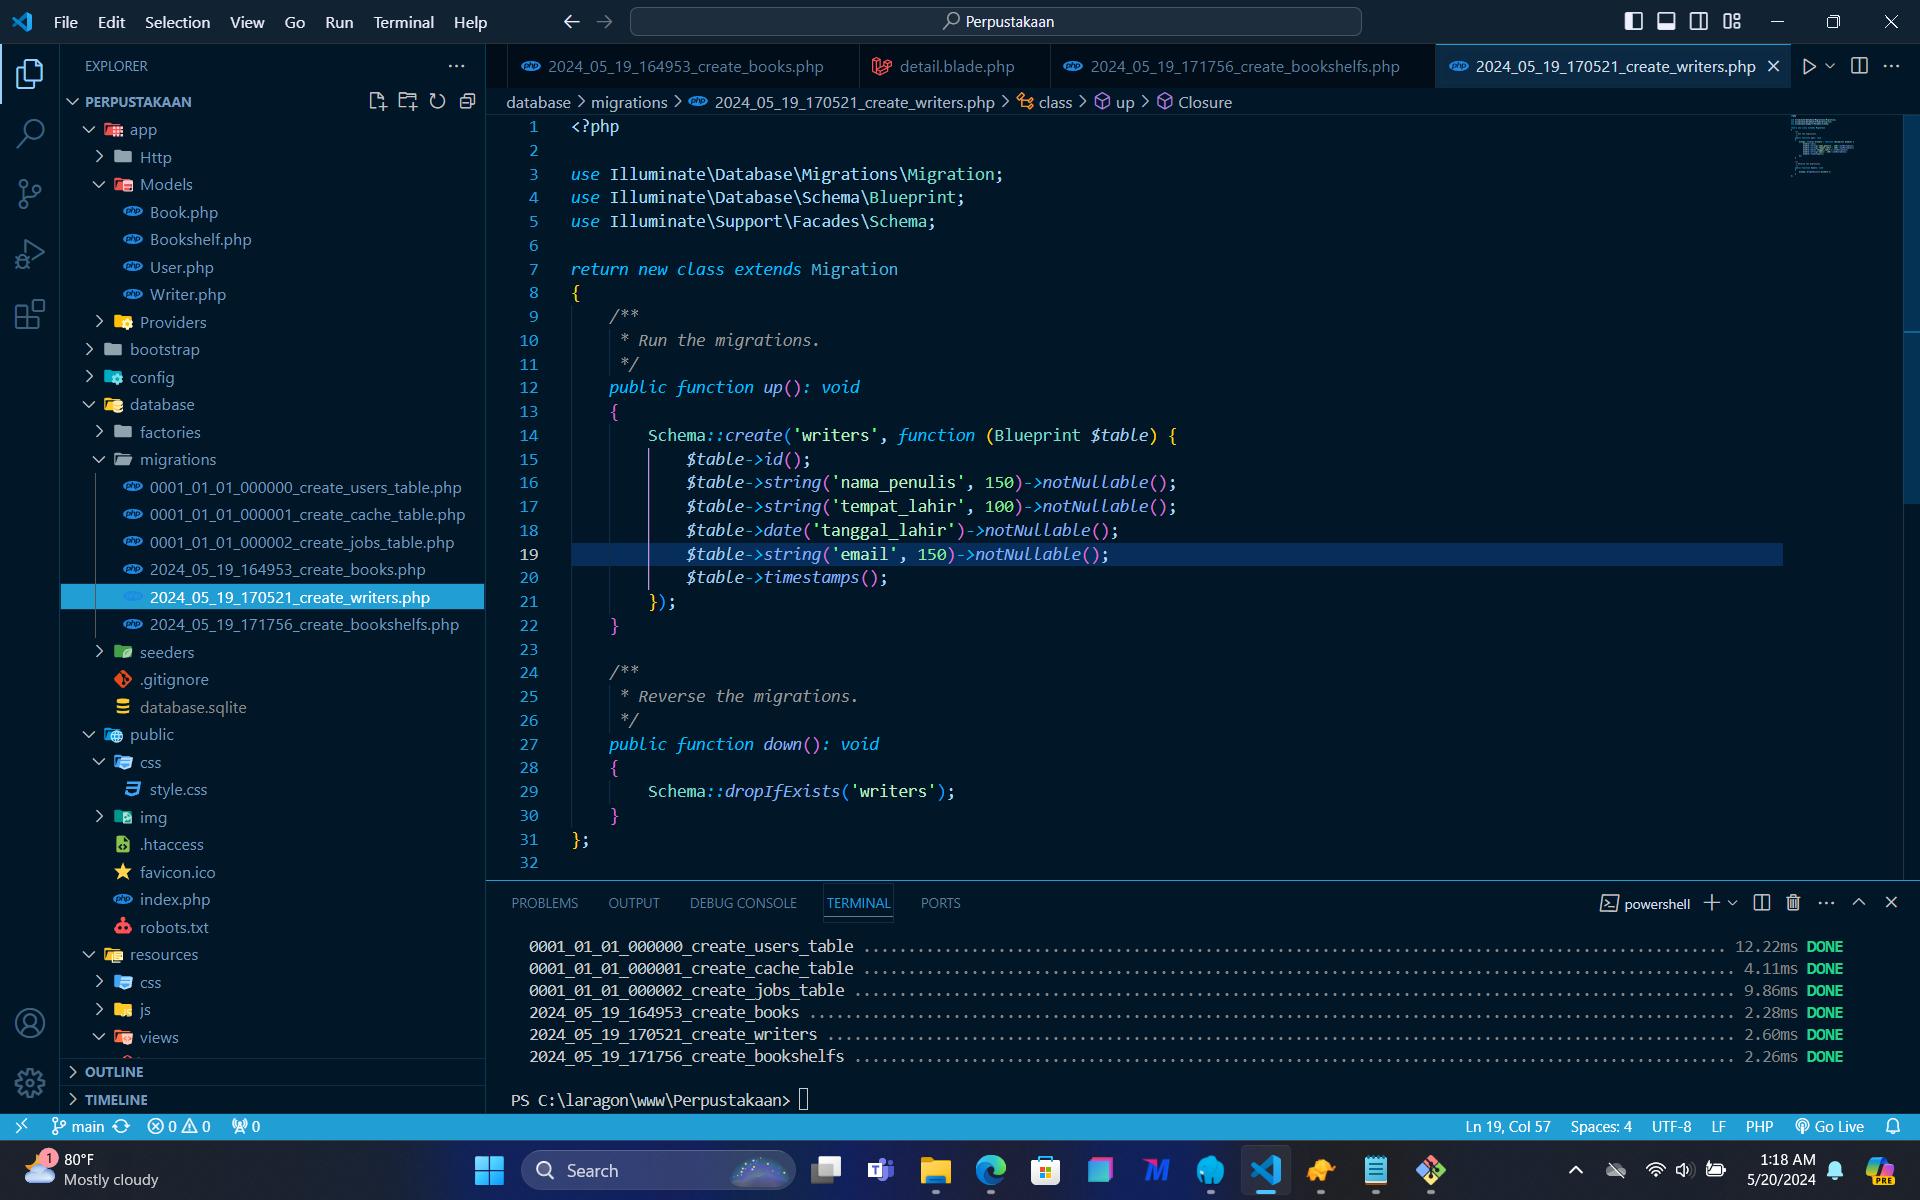 File Edit Selection View Go Run Terminal Help
Perpustakaan
EXPLORER
PERPUSTAKAAN
app
Http
Models
Book.php
Bookshelf.php
User.php
Writer.php
Providers
bootstrap
config
database
factories
migrations
0001_01_01_000000_create_users_table.php
0001_01_01_000001_create_cache_table.php
0001_01_01_000002_create_jobs_table.php
2024_05_19_164953_create_books.php
2024_05_19_170521_create_writers.php
2024_05_19_171756_create_bookshelfs.php
seeders
.gitignore
database.sqlite
public
css
style.css
img
.htaccess
favicon.ico
index.php
robots.txt
resources
css
js
views
OUTLINE
TIMELINE
2024_05_19_164953_create_books.php detail.blade.php 2024_05_19_171756_create_bookshelfs.php 2024_05_19_170521_create_writers.php
database > migrations > 2024_05_19_170521_create_writers.php > class > up > Closure
1 <?php
2
3 use Illuminate\Database\Migrations\Migration;
4 use Illuminate\Database\Schema\Blueprint;
5 use Illuminate\Support\Facades\Schema;
6
7 return new class extends Migration
8 {
9 /**
10 * Run the migrations.
11 */
12 public function up(): void
13 {
14 Schema::create('writers', function (Blueprint $table) {
15 $table->id();
16 $table->string('nama_penulis', 150)->notNullable();
17 $table->string('tempat_lahir', 100)->notNullable();
18 $table->date('tanggal_lahir')->notNullable();
19 $table->string('email', 150)->notNullable();
20 $table->timestamps();
21 });
22 }
23
24 /**
25 * Reverse the migrations.
26 */
27 public function down(): void
28 {
29 Schema::dropIfExists('writers');
30 }
31 };
32
PROBLEMS OUTPUT DEBUG CONSOLE TERMINAL PORTS
powershell
0001_01_01_000000_create_users_table ........ 12.22ms DONE
0001_01_01_000001_create_cache_table ........ 4.11ms DONE
0001_01_01_000002_create_jobs_table ........ 9.86ms DONE
2024_05_19_164953_create_books ........ 2.28ms DONE
2024_05_19_170521_create_writers ........ 2.60ms DONE
2024_05_19_171756_create_bookshelfs ........ 2.26ms DONE
PS C:\laragon\www\Perpustakaan>
main 0 0 0
Ln 19, Col 57 Spaces: 4 UTF-8 LF PHP Go Live
1
80°F
Mostly cloudy
Search
1:18 AM
5/20/2024
PRE